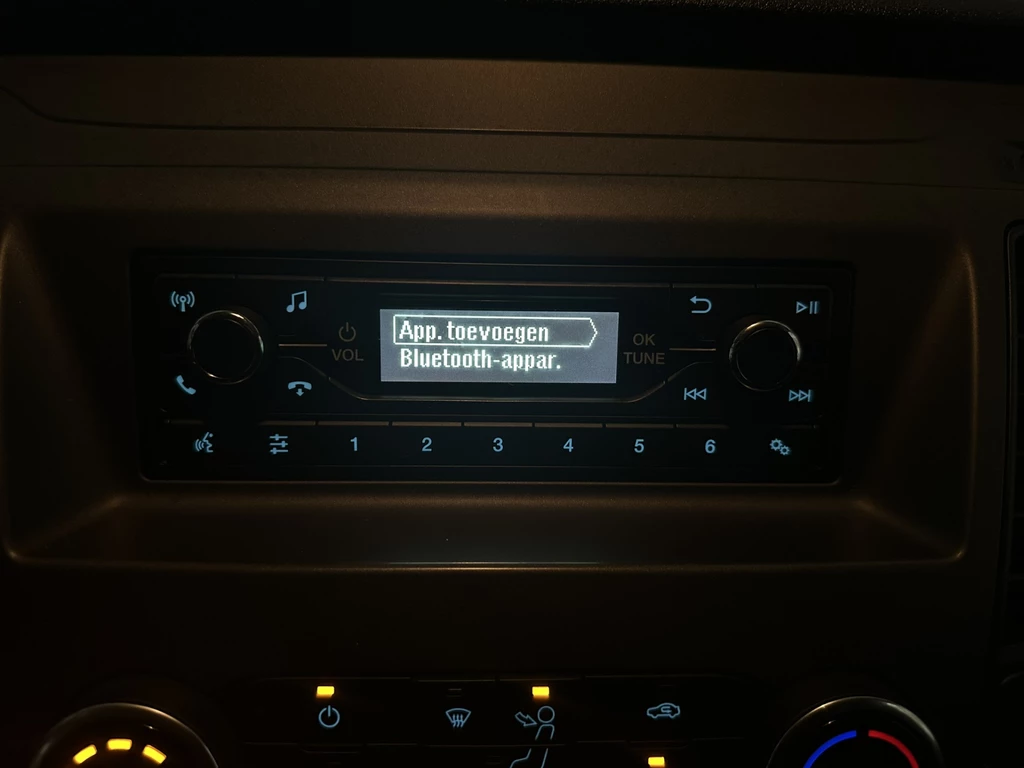 App. toevoegen
Bluetooth-appar.
VOL
OK
TUNE
1 2 3 4 5 6